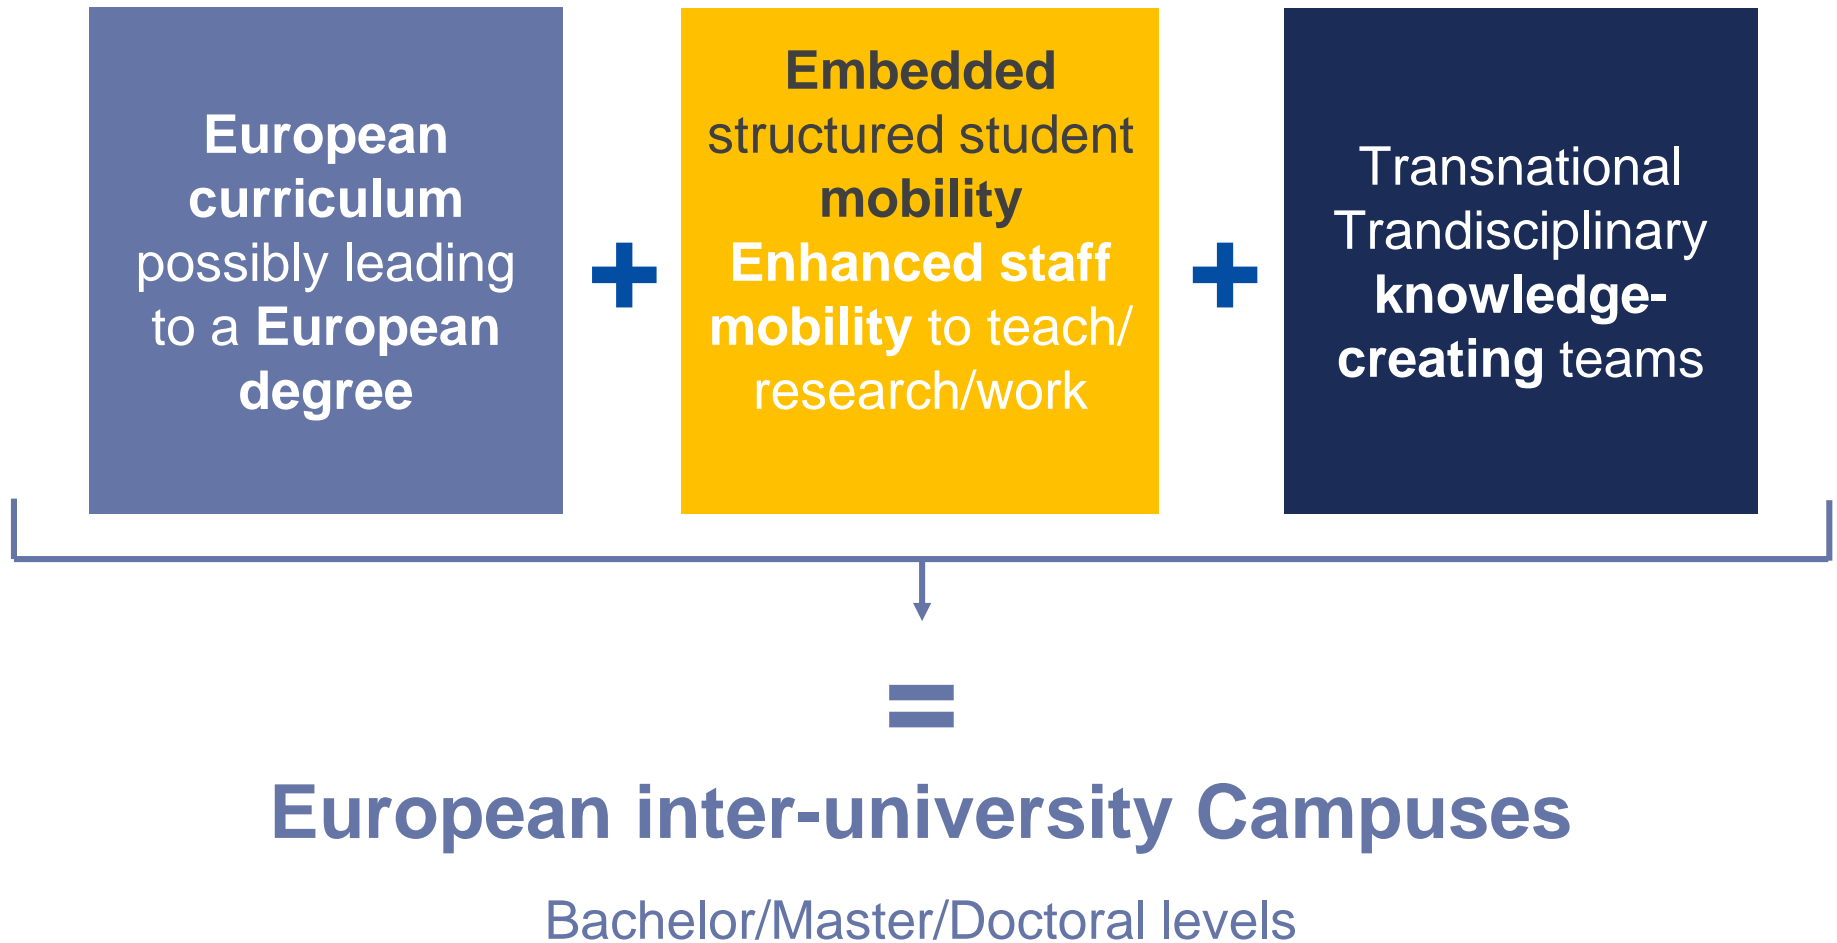 European
curriculum
possibly leading
to a European
degree
+
Embedded
structured student
mobility
Enhanced staff
mobility to teach/
research/work
+
Transnational
Trandisciplinary
knowledge-
creating teams
=
European inter-university Campuses
Bachelor/Master/Doctoral levels